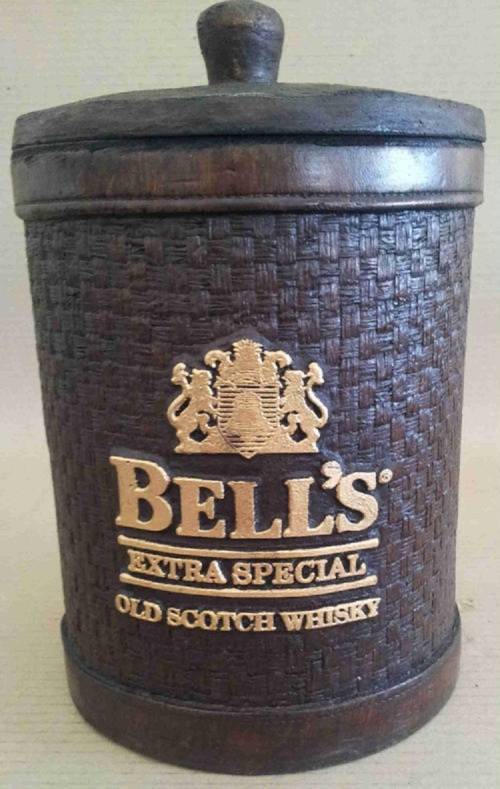 BELL'S®
EXTRA SPECIAL
OLD SCOTCH WHISKY